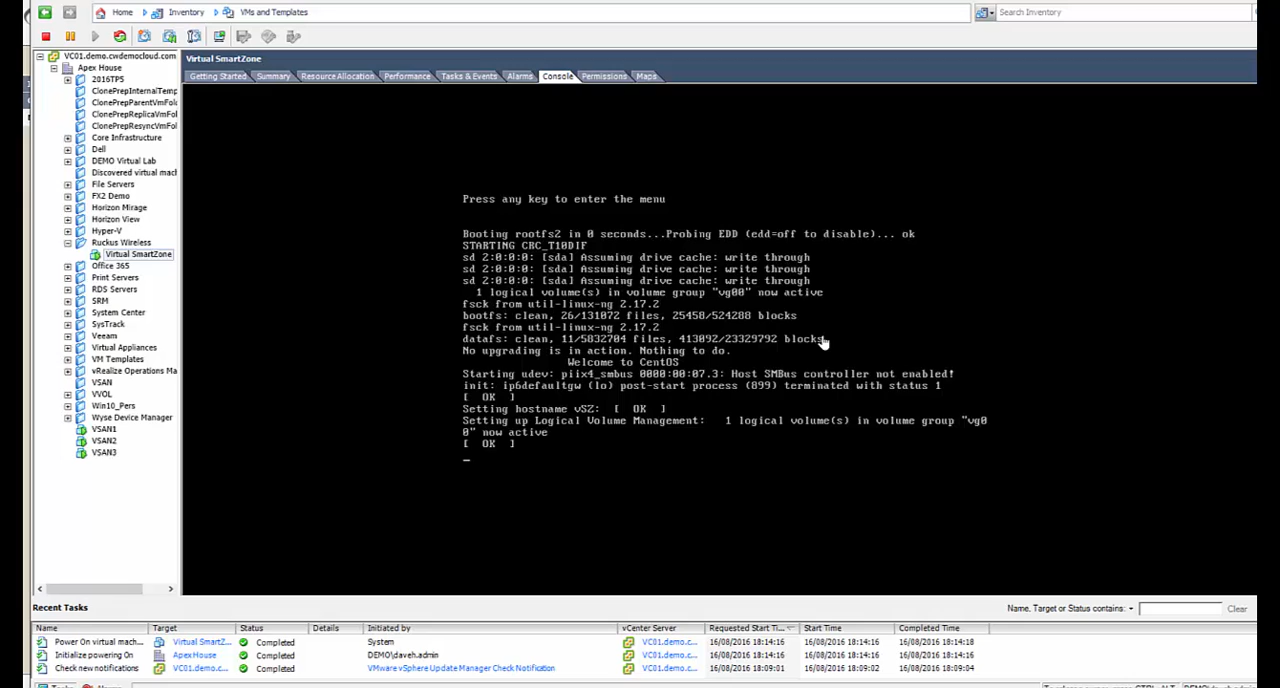 Home Inventory VMs and Templates Search Inventory
VC01.demo.cwdemocloud.com
Apex House
2016TP5
ClonePrepInternalTemp
ClonePrepParentVmFol
ClonePrepReplicaVmFol
ClonePrepResyncVmFol
Core Infrastructure
Dell
DEMO Virtual Lab
Discovered virtual mach
File Servers
FX2 Demo
Horizon Mirage
Horizon View
Hyper-V
Ruckus Wireless
Virtual SmartZone
Office 365
Print Servers
RDS Servers
SRM
System Center
SysTrack
Veeam
Virtual Appliances
VM Templates
vRealize Operations Ma
VSAN
VVOL
Win10_Pers
Wyse Device Manager
VSAN1
VSAN2
VSAN3
Virtual SmartZone
Getting Started Summary Resource Allocation Performance Tasks & Events Alarms Console Permissions Maps
Press any key to enter the menu
Booting rootfs2 in 0 seconds...Probing EDD (edd=off to disable)... ok
STARTING CRC_T10DIF
sd 2:0:0:0: [sda] Assuming drive cache: write through
sd 2:0:0:0: [sda] Assuming drive cache: write through
sd 2:0:0:0: [sda] Assuming drive cache: write through
1 logical volume(s) in volume group "vg00" now active
fsck from util-linux-ng 2.17.2
bootfs: clean, 26/131072 files, 25458/524288 blocks
fsck from util-linux-ng 2.17.2
datafs: clean, 11/5832704 files, 413092/23329792 blocks
No upgrading is in action. Nothing to do.
Welcome to CentOS
Starting udev: piix4_smbus 0000:00:07.3: Host SMBus controller not enabled!
init: ip6defaultgw (lo) post-start process (899) terminated with status 1
[ OK ]
Setting hostname vSZ: [ OK ]
Setting up Logical Volume Management: 1 logical volume(s) in volume group "vg0
0" now active
[ OK ]
_
Recent Tasks Name, Target or Status contains: Clear
Name Target Status Details Initiated by vCenter Server Requested Start Ti... Start Time Completed Time
Power On virtual mach... Virtual SmartZ... Completed System VC01.demo.c... 16/08/2016 18:14:16 16/08/2016 18:14:16 16/08/2016 18:14:18
Initialize powering On Apex House Completed DEMO\daveh.admin VC01.demo.c... 16/08/2016 18:14:16 16/08/2016 18:14:16 16/08/2016 18:14:16
Check new notifications VC01.demo.c... Completed VMware vSphere Update Manager Check Notification VC01.demo.c... 16/08/2016 18:09:01 16/08/2016 18:09:02 16/08/2016 18:09:04